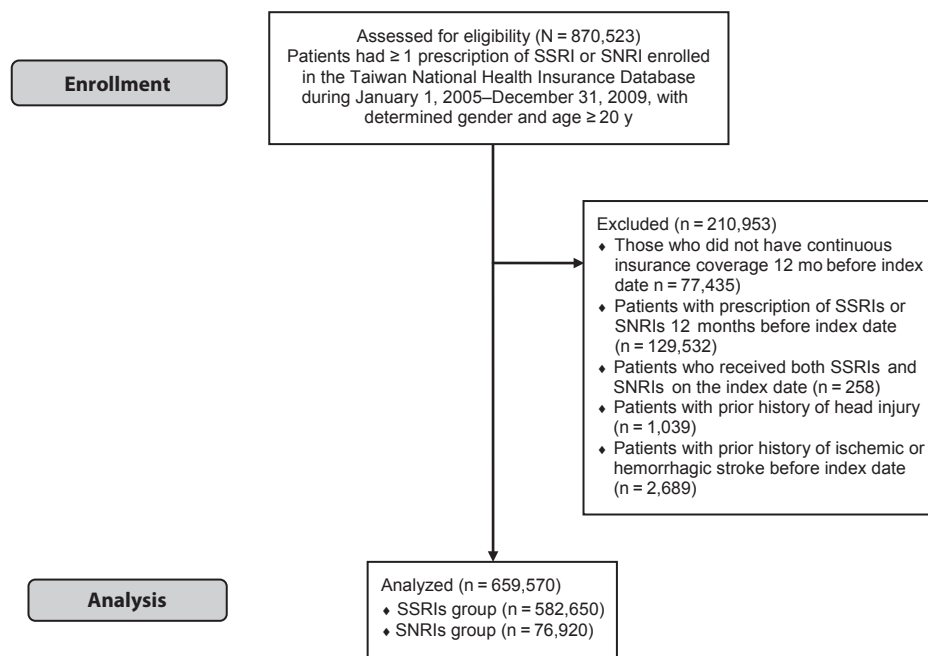 Enrollment
Assessed for eligibility (N = 870,523)
Patients had ≥ 1 prescription of SSRI or SNRI enrolled
in the Taiwan National Health Insurance Database
during January 1, 2005–December 31, 2009, with
determined gender and age ≥ 20 y
Excluded (n = 210,953)
♦ Those who did not have continuous
insurance coverage 12 mo before index
date n = 77,435)
♦ Patients with prescription of SSRIs or
SNRIs 12 months before index date
(n = 129,532)
♦ Patients who received both SSRIs and
SNRIs on the index date (n = 258)
♦ Patients with prior history of head injury
(n = 1,039)
♦ Patients with prior history of ischemic or
hemorrhagic stroke before index date
(n = 2,689)
Analysis
Analyzed (n = 659,570)
♦ SSRIs group (n = 582,650)
♦ SNRIs group (n = 76,920)